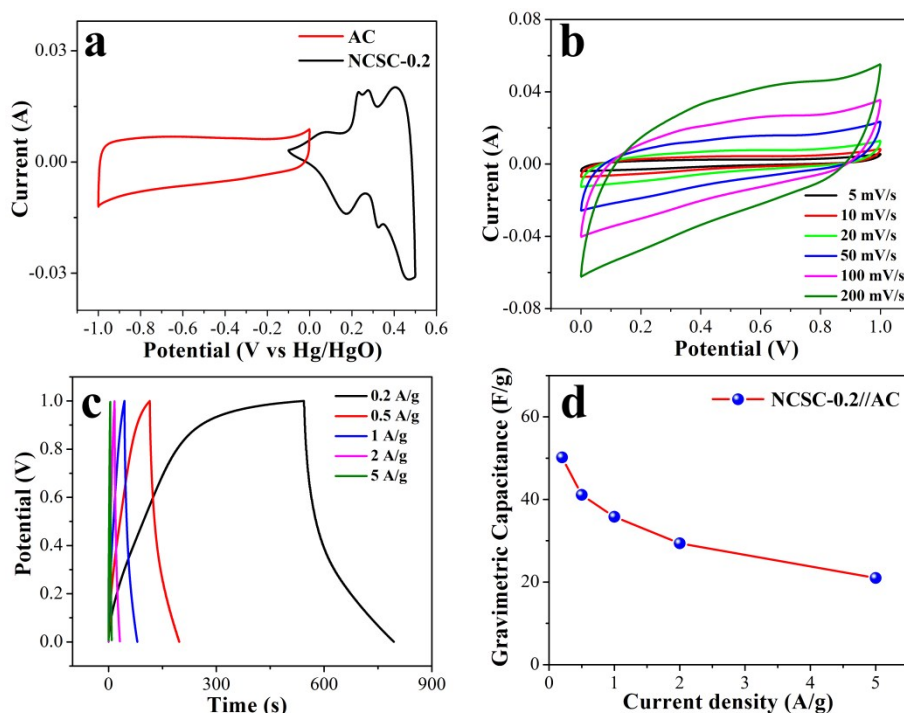 a
AC
NCSC-0.2
0.03
0.00
-0.03
Current (A)
-1.0 -0.8 -0.6 -0.4 -0.2 0.0 0.2 0.4 0.6
Potential (V vs Hg/HgO)
b
0.08
0.04
0.00
-0.04
-0.08
Current (A)
5 mV/s
10 mV/s
20 mV/s
50 mV/s
100 mV/s
200 mV/s
0.0 0.2 0.4 0.6 0.8 1.0
Potential (V)
c
0.2 A/g
0.5 A/g
1 A/g
2 A/g
5 A/g
1.0
0.8
0.6
0.4
0.2
0.0
Potential (V)
0 300 600 900
Time (s)
d
NCSC-0.2//AC
60
40
20
0
Gravimetric Capacitance (F/g)
0 1 2 3 4 5
Current density (A/g)